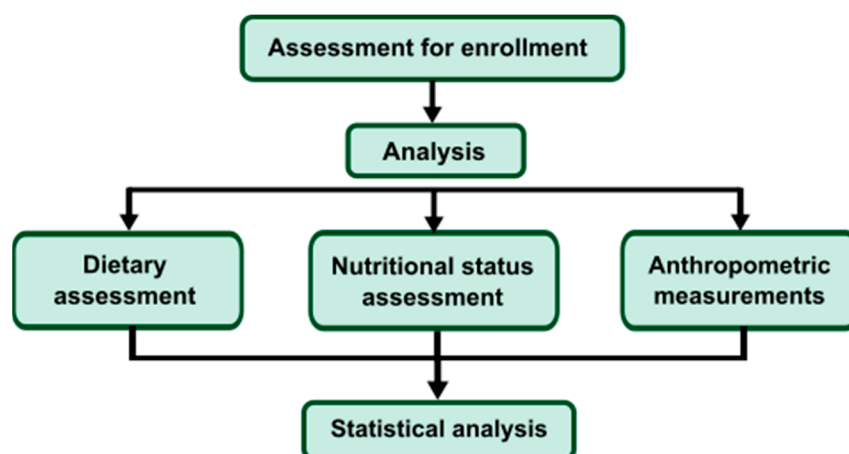 Assessment for enrollment
Analysis
Dietary
assessment
Nutritional status
assessment
Anthropometric
measurements
Statistical analysis